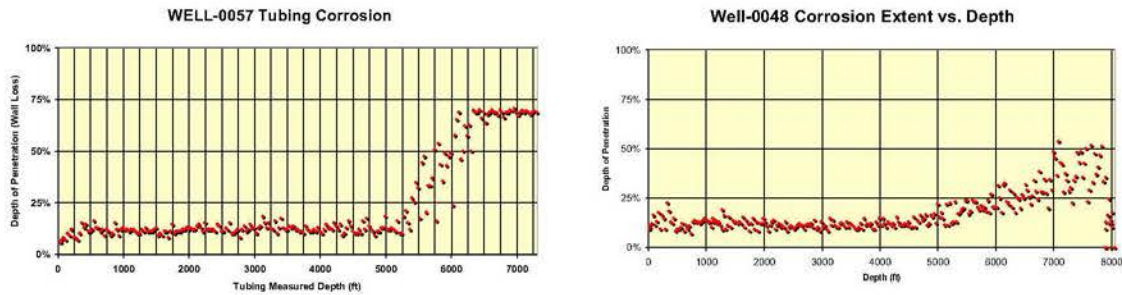 WELL-0057 Tubing Corrosion
100%
75%
50%
25%
0%
Depth of Penetration (Wall Loss)
0 1000 2000 3000 4000 5000 6000 7000
Tubing Measured Depth (ft)
Well-0048 Corrosion Extent vs. Depth
100%
75%
50%
25%
0%
Depth of Penetration
0 1000 2000 3000 4000 5000 6000 7000 8000
Depth (ft)